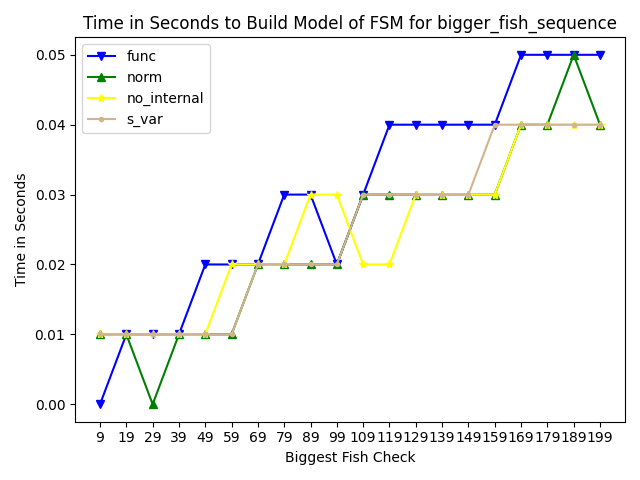 Time in Seconds to Build Model of FSM for bigger_fish_sequence
func
norm
no_internal
s_var
Time in Seconds
0.05
0.04
0.03
0.02
0.01
0.00
9 19 29 39 49 59 69 79 89 99 109 119 129 139 149 159 169 179 189 199
Biggest Fish Check